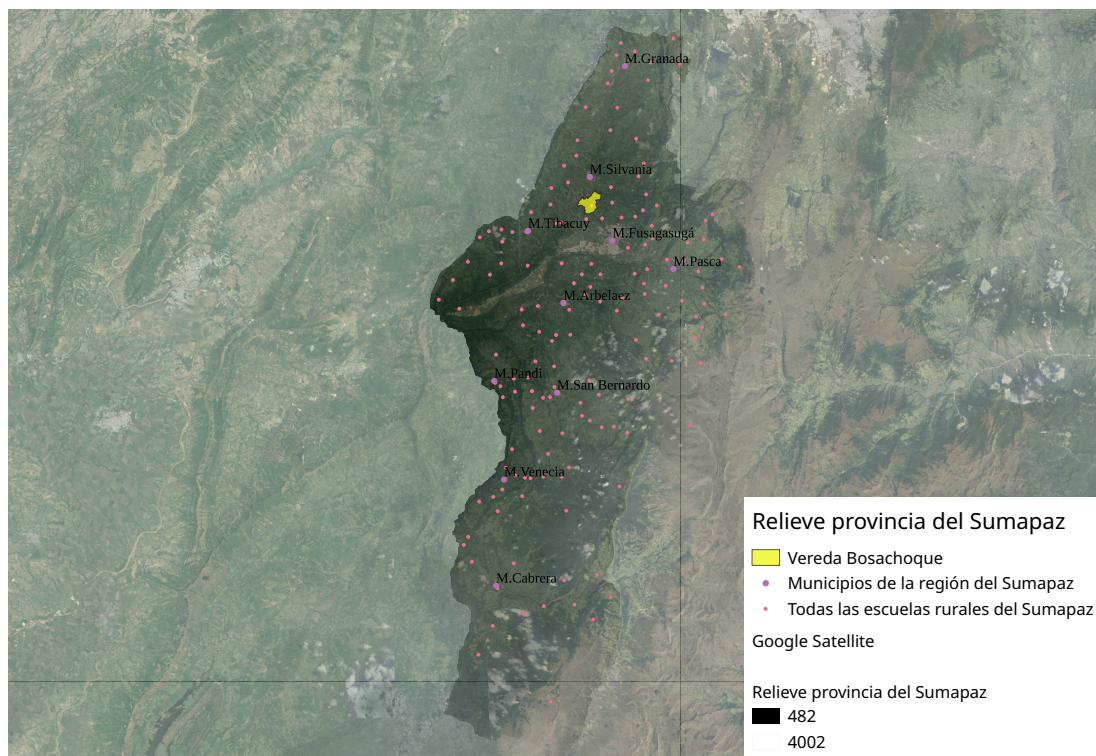 M.Granada
M.Silvania
M.Tibacuy
M.Fusagasugá
M.Pasca
M.Arbelaez
M.Pandi
M.San Bernardo
M.Venecia
M.Cabrera
Relieve provincia del Sumapaz
Vereda Bosachoque
Municipios de la región del Sumapaz
Todas las escuelas rurales del Sumapaz
Google Satellite
Relieve provincia del Sumapaz
482
4002